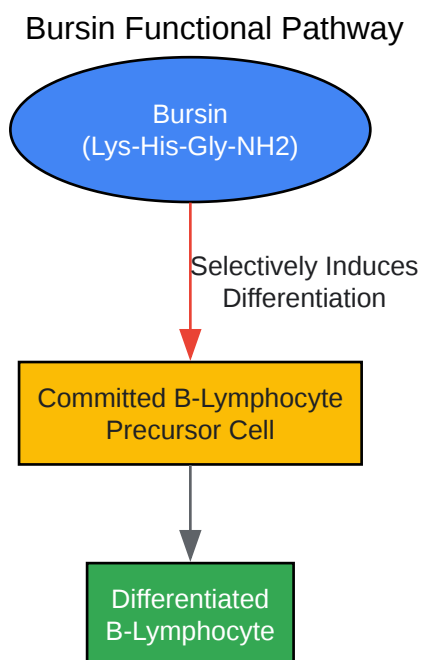 Bursin Functional Pathway
Bursin
(Lys-His-Gly-NH2)
Selectively Induces
Differentiation
Committed B-Lymphocyte
Precursor Cell
Differentiated
B-Lymphocyte